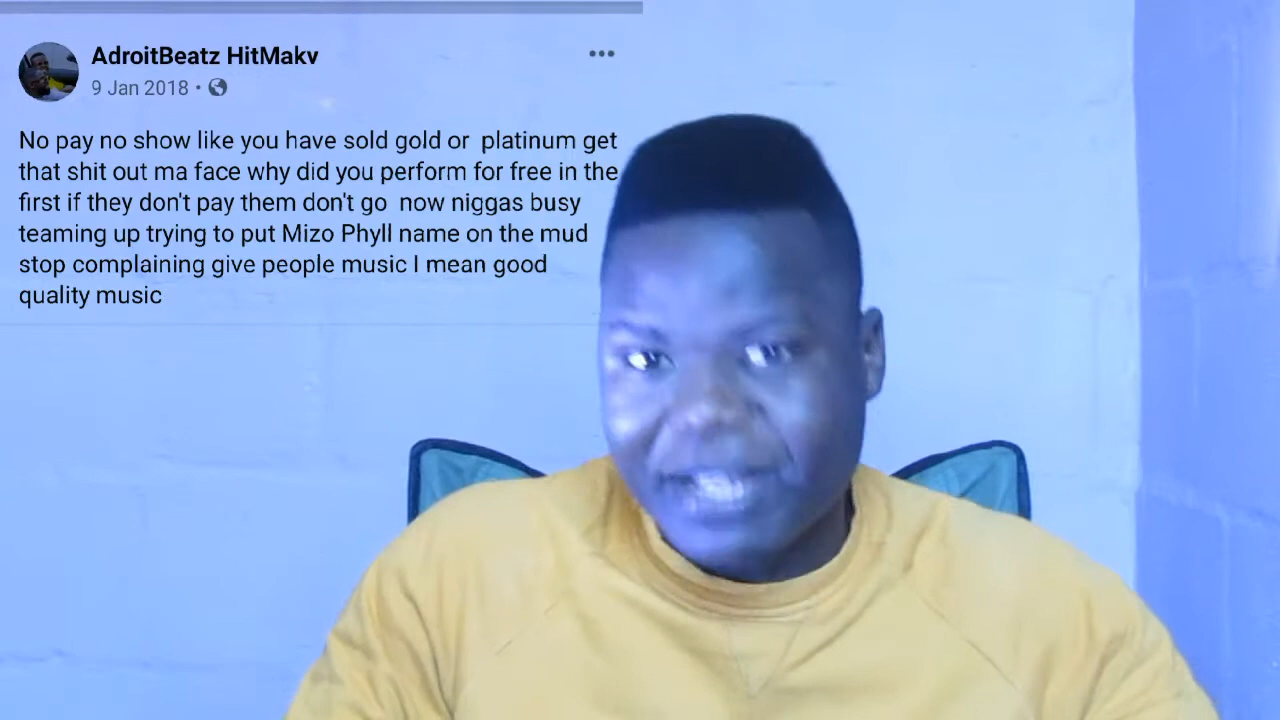 AdroitBeatz HitMakv
9 Jan 2018 •
No pay no show like you have sold gold or platinum get
that shit out ma face why did you perform for free in the
first if they don't pay them don't go now niggas busy
teaming up trying to put Mizo Phyll name on the mud
stop complaining give people music I mean good
quality music